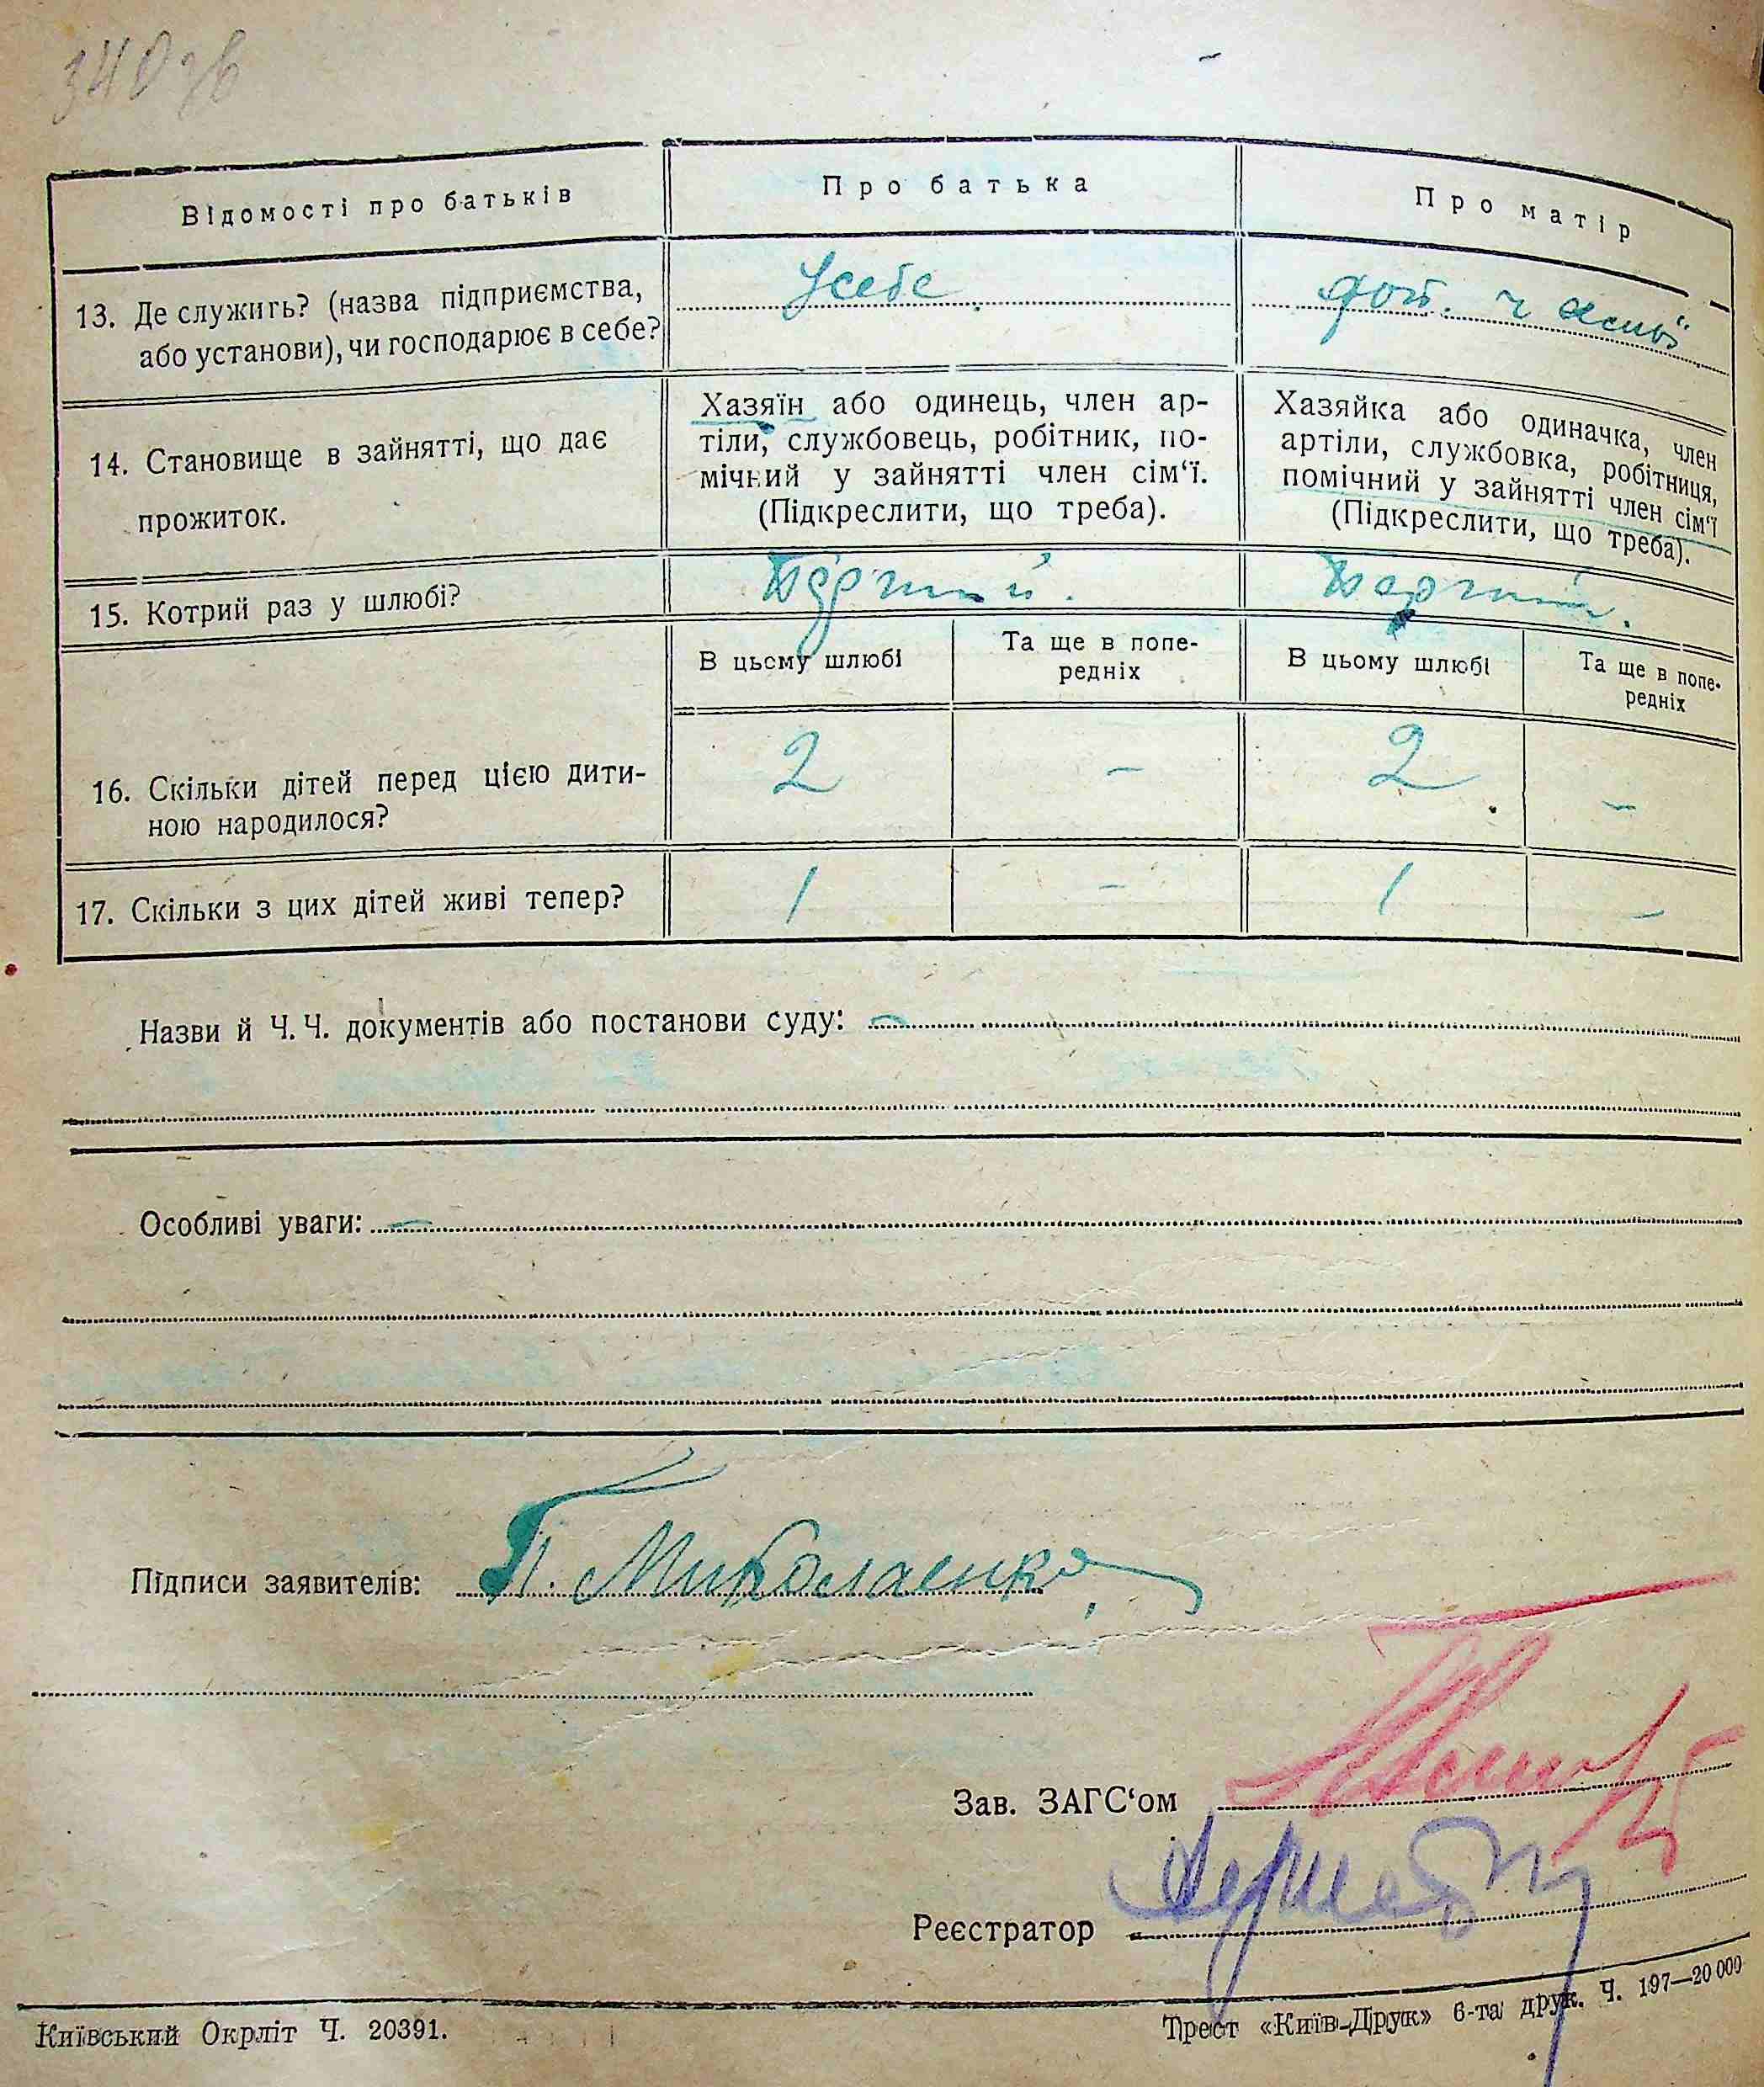 340 зв
Відомості про батьків
Про батька
Про матір
13. Де служить? (назва підприємства,
або установи), чи господарює в себе?
Усебе
14. Становище в зайнятті, що дає
прожиток.
Хазяїн або одинець, член ар-
тіли, службовець, робітник, по-
мічний у зайнятті член сім‘ї.
(Підкреслити, що треба).
Хазяйка або одиначка, член
артіли, службовка, робітниця,
помічний у зайнятті член сім‘ї
(Підкреслити, що треба).
15. Котрий раз у шлюбі?
В цьому шлюбі
Та ще в попе-
редніх
В цьому шлюбі
Та ще в попе-
редніх
16. Скільки дітей перед цією дити-
ною народилося?
2 – 2 –
17. Скільки з цих дітей живі тепер?
1 – 1 –
Назви й Ч. Ч. документів або постанови суду: –
Особливі уваги: –
Підписи заявителів: П. Миколаенко
Зав. ЗАГС‘ом
Реєстратор
Київський Окрліт Ч. 20391.
Трест «Київ-Друк» 6-та друк. Ч. 197—20 000